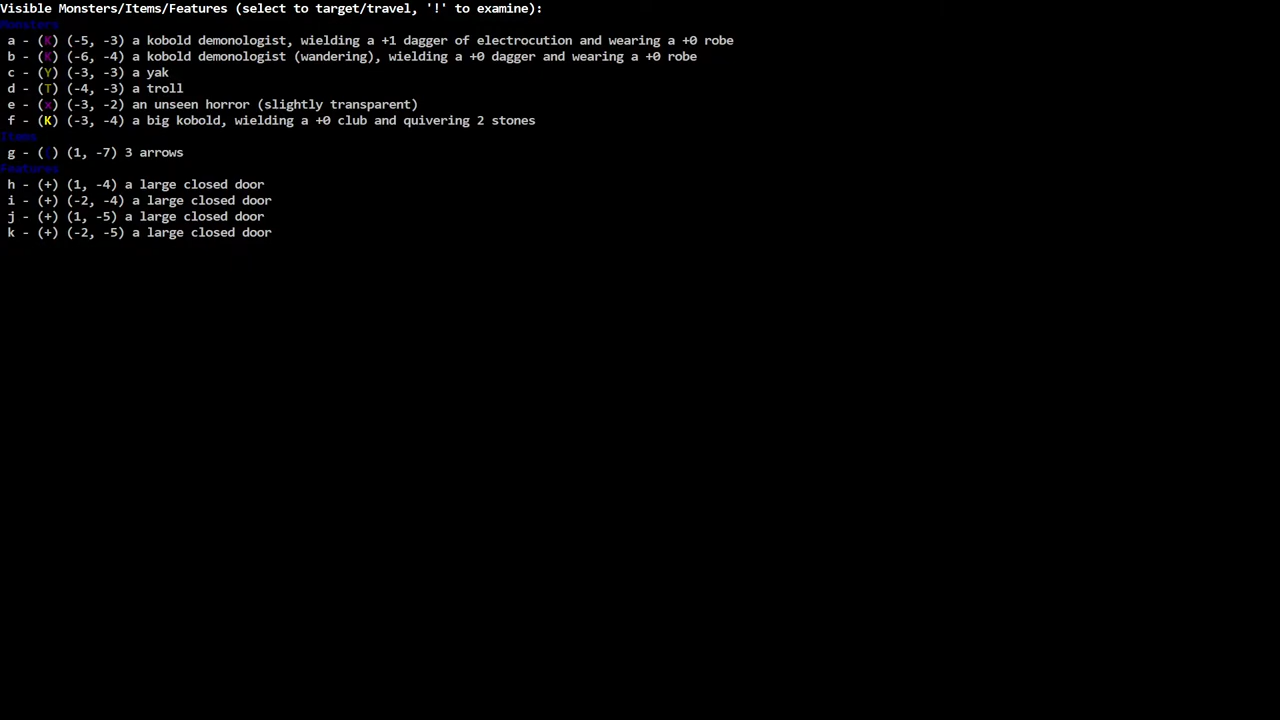 Visible Monsters/Items/Features (select to target/travel, '!' to examine):
Monsters
a - (K) (-5, -3) a kobold demonologist, wielding a +1 dagger of electrocution and wearing a +0 robe
b - (K) (-6, -4) a kobold demonologist (wandering), wielding a +0 dagger and wearing a +0 robe
c - (Y) (-3, -3) a yak
d - (T) (-4, -3) a troll
e - (x) (-3, -2) an unseen horror (slightly transparent)
f - (K) (-3, -4) a big kobold, wielding a +0 club and quivering 2 stones
Items
g - ( ) (1, -7) 3 arrows
Features
h - (+) (1, -4) a large closed door
i - (+) (-2, -4) a large closed door
j - (+) (1, -5) a large closed door
k - (+) (-2, -5) a large closed door